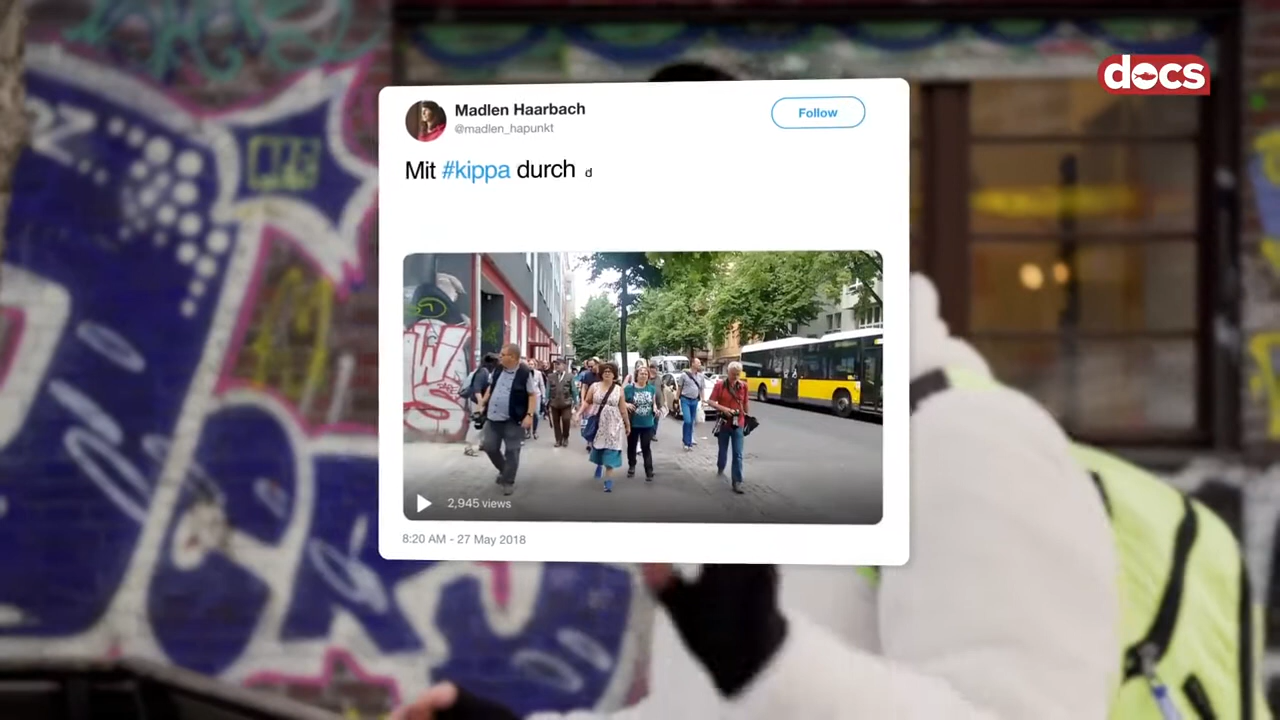 docs
Madlen Haarbach
@madlen_hapunkt
Follow
Mit #kippa durch d
2,945 views
8:20 AM - 27 May 2018